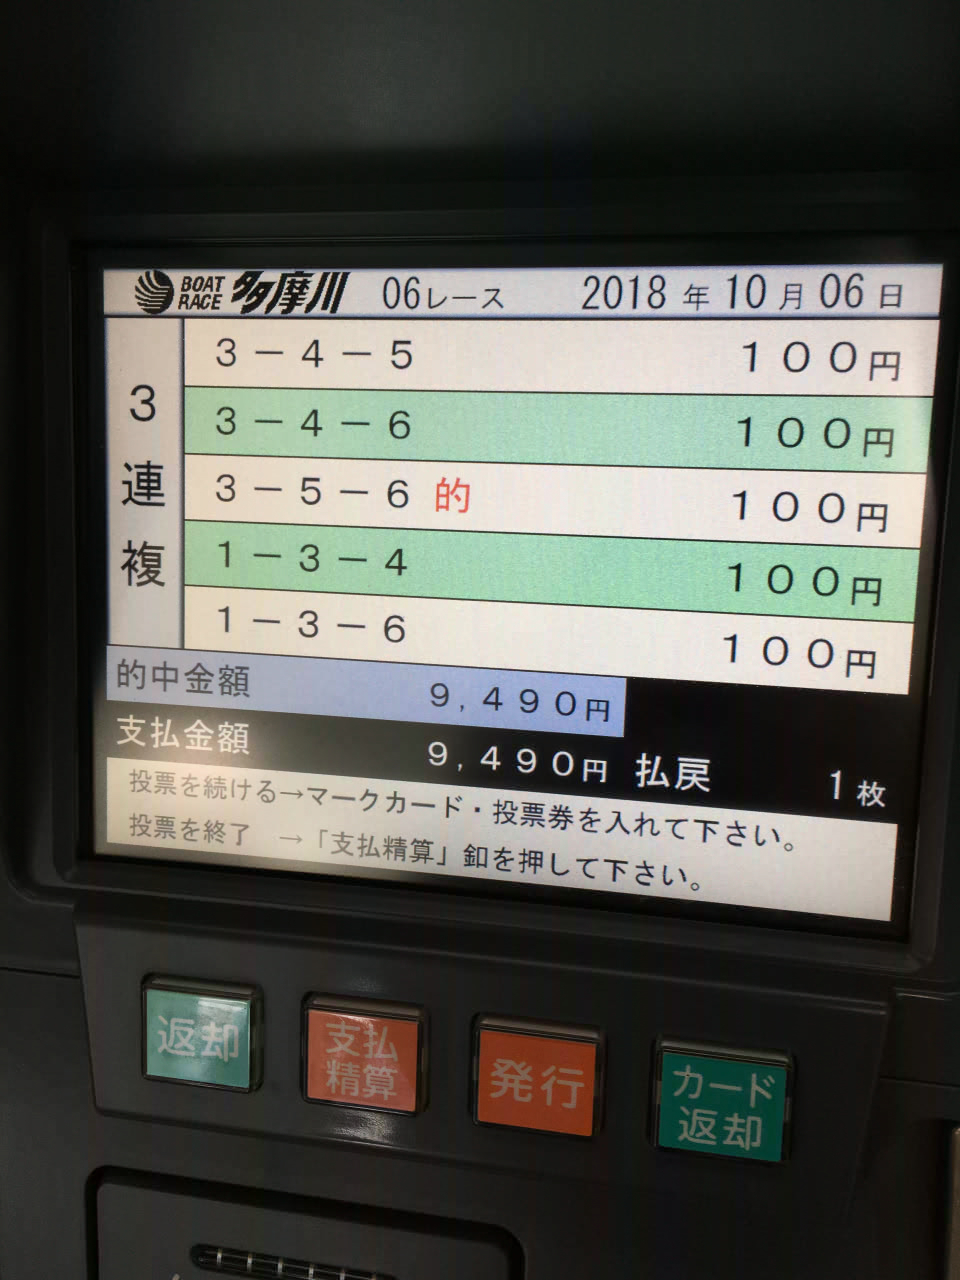 BOAT RACE 多摩川 06レース 2018年10月06日
3連複
3-4-5 100円
3-4-6 100円
3-5-6 的 100円
1-3-4 100円
1-3-6 100円
的中金額 9,490円
支払金額 9,490円 払戻 1枚
投票を続ける→マークカード・投票券を入れて下さい。
投票を終了 →「支払精算」釦を押して下さい。
返却
支払精算
発行
カード返却